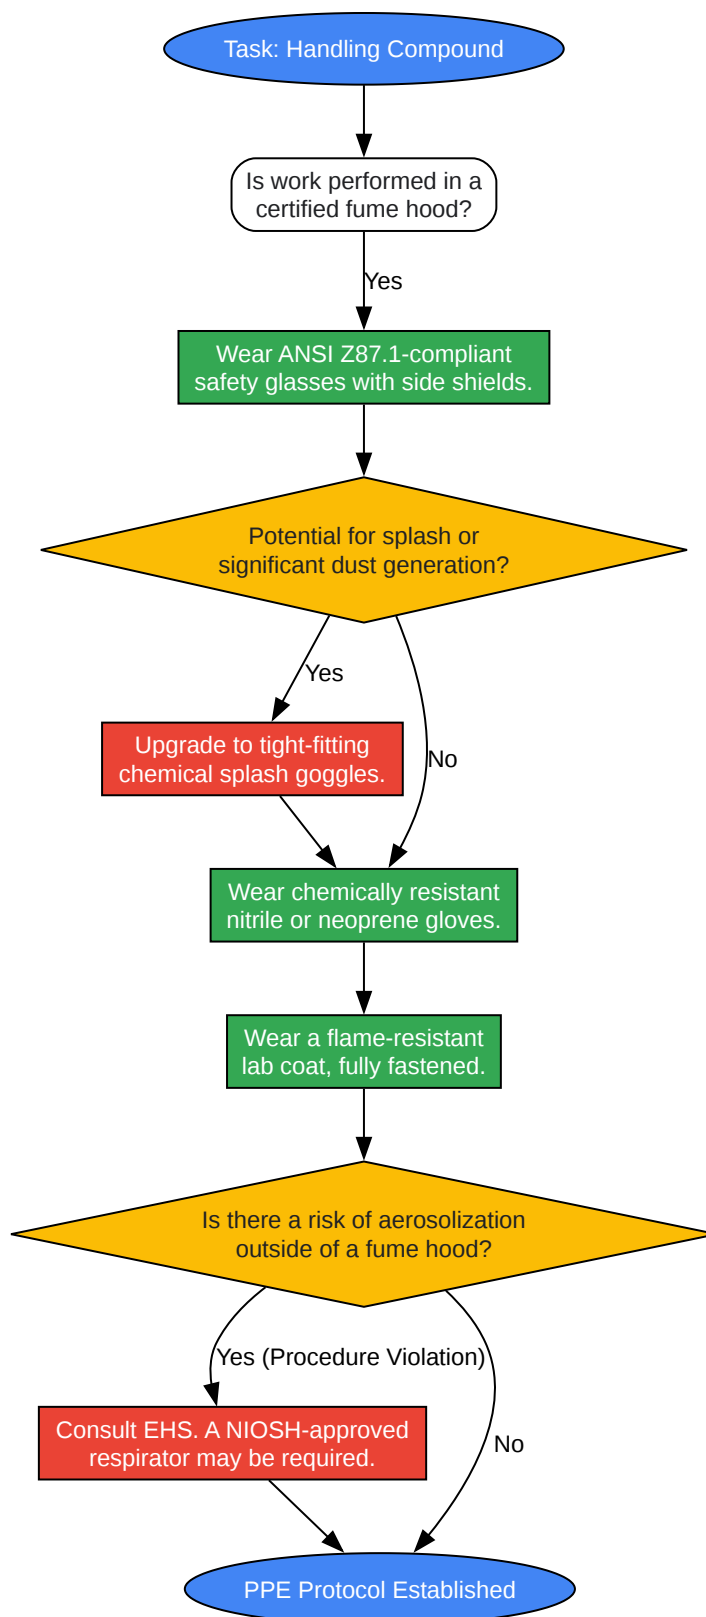 Task: Handling Compound
Is work performed in a
certified fume hood?
Yes
Wear ANSI Z87.1-compliant
safety glasses with side shields.
Potential for splash or
significant dust generation?
Yes
Upgrade to tight-fitting
chemical splash goggles.
No
Wear chemically resistant
nitrile or neoprene gloves.
Wear a flame-resistant
lab coat, fully fastened.
Is there a risk of aerosolization
outside of a fume hood?
Yes (Procedure Violation)
Consult EHS. A NIOSH-approved
respirator may be required.
No
PPE Protocol Established